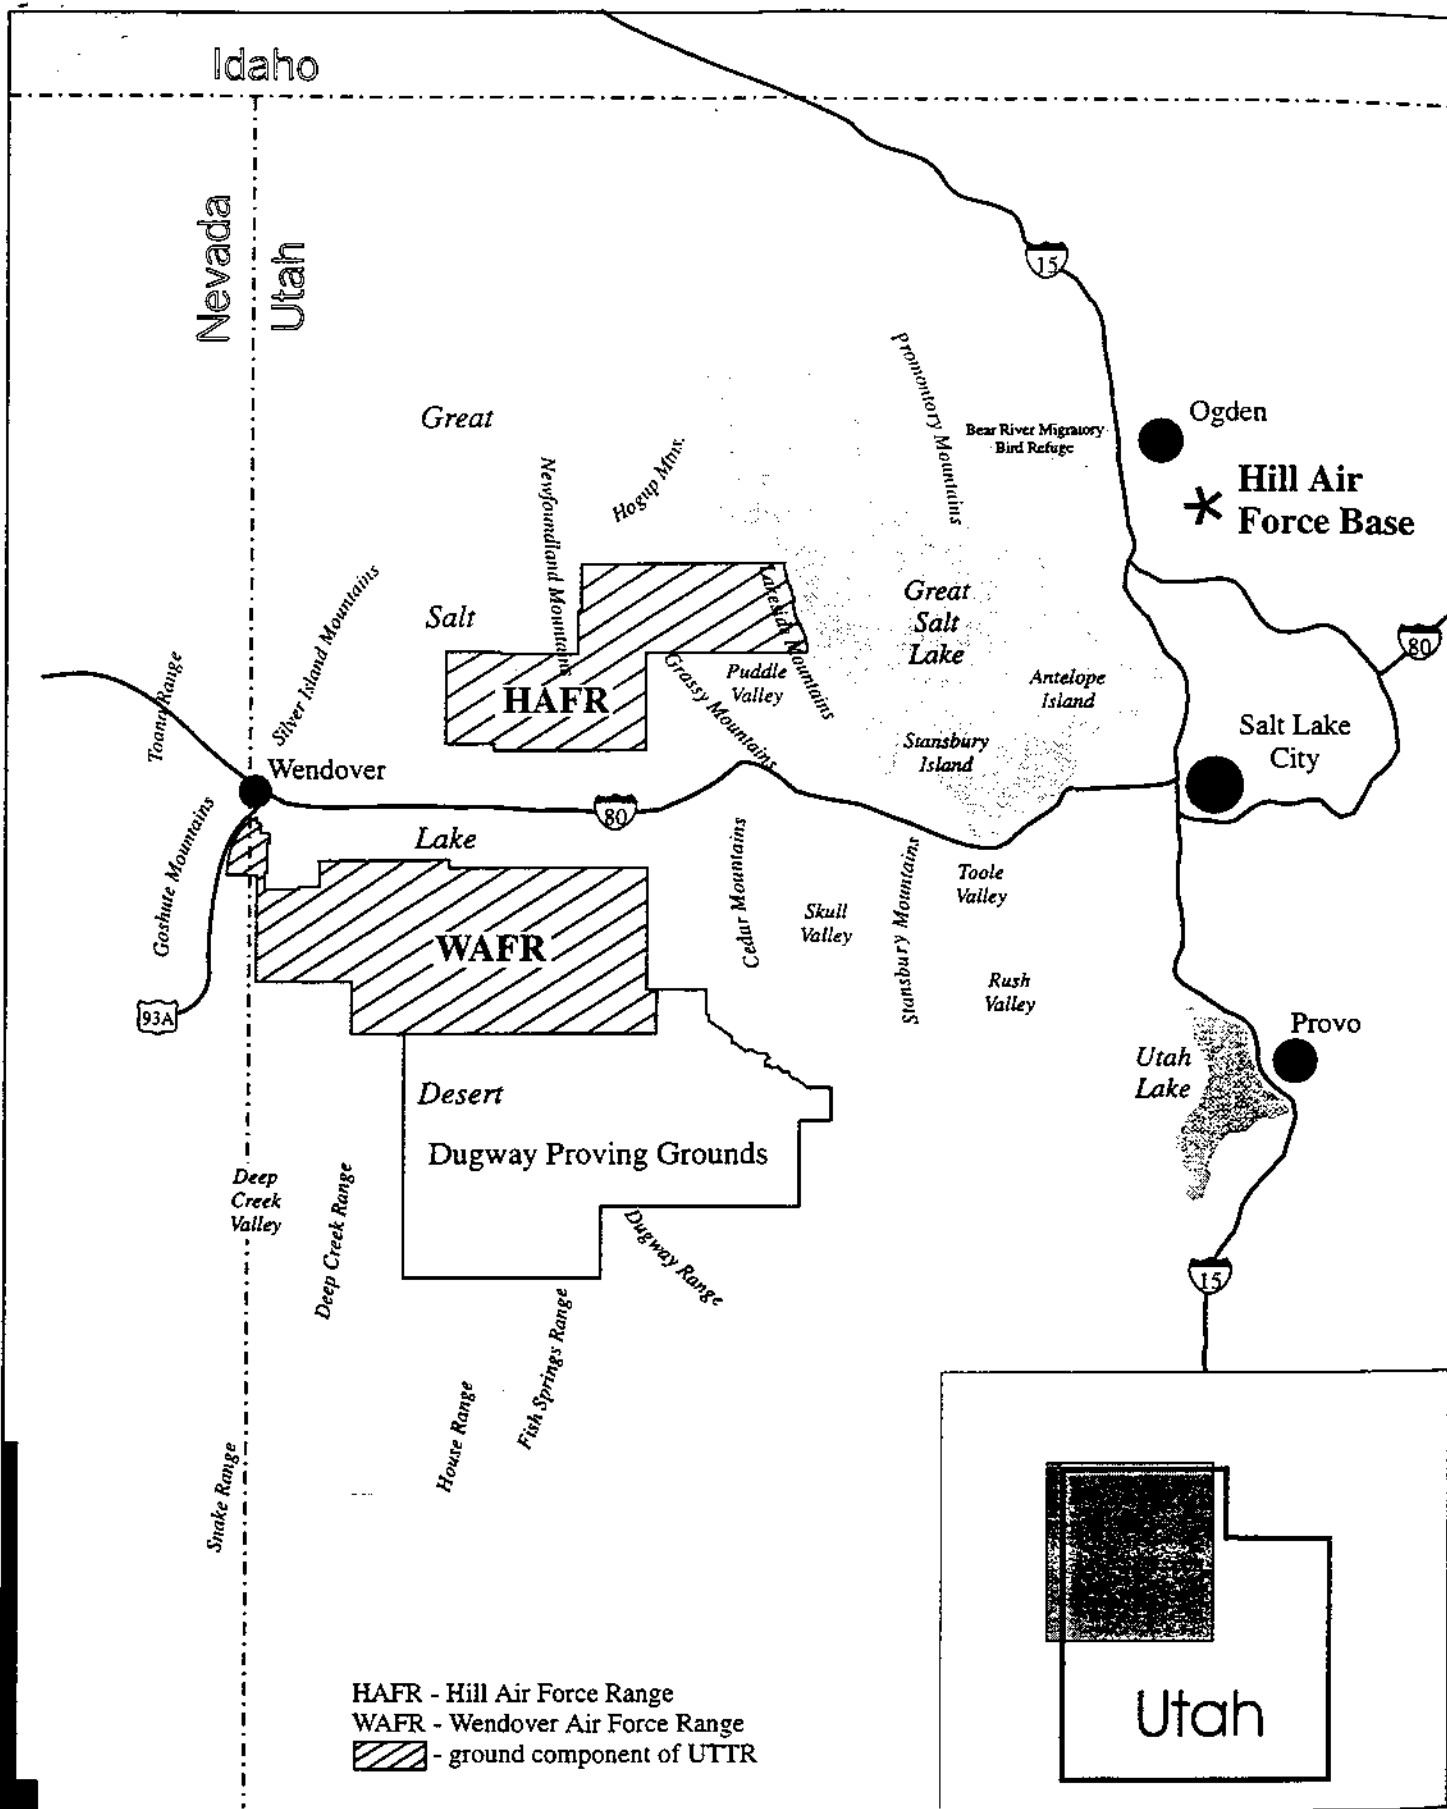 Idaho
Nevada
Utah
15
Promontory Mountains
Great
Bear River Migratory
Bird Refuge
Ogden
Hill Air
Force Base
Newfoundland Mountains
Hogup Mtns.
Silver Island Mountains
Salt
Lakeside Mountains
Great
Salt
Lake
80
Toana Range
HAFR
Grassy Mountains
Puddle
Valley
Antelope
Island
Stansbury
Island
Salt Lake
City
Wendover
80
Lake
Goshute Mountains
WAFR
Cedar Mountains
Skull
Valley
Stansbury Mountains
Toole
Valley
Rush
Valley
93A
Provo
Utah
Lake
Desert
Dugway Proving Grounds
Deep
Creek
Valley
Deep Creek Range
Dugway Range
15
Fish Springs Range
House Range
Snake Range
HAFR - Hill Air Force Range
WAFR - Wendover Air Force Range
- ground component of UTTR
Utah